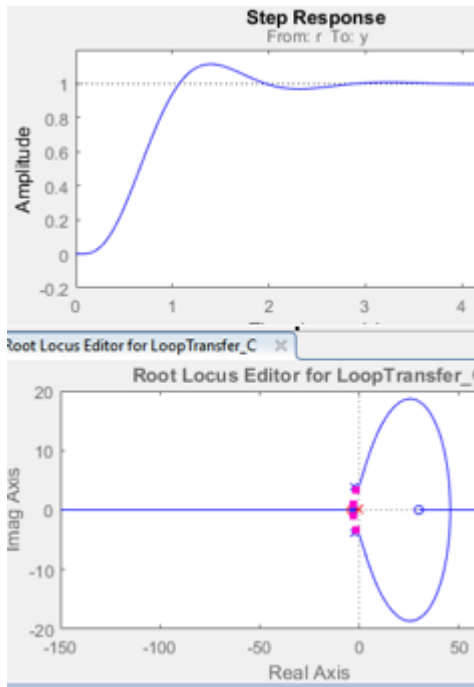 Step Response
From: r To: y
Amplitude
1
0.8
0.6
0.4
0.2
0
-0.2
0 1 2 3 4
Root Locus Editor for LoopTransfer_C
Root Locus Editor for LoopTransfer_
Imag Axis
20
10
0
-10
-20
-150 -100 -50 0 50
Real Axis